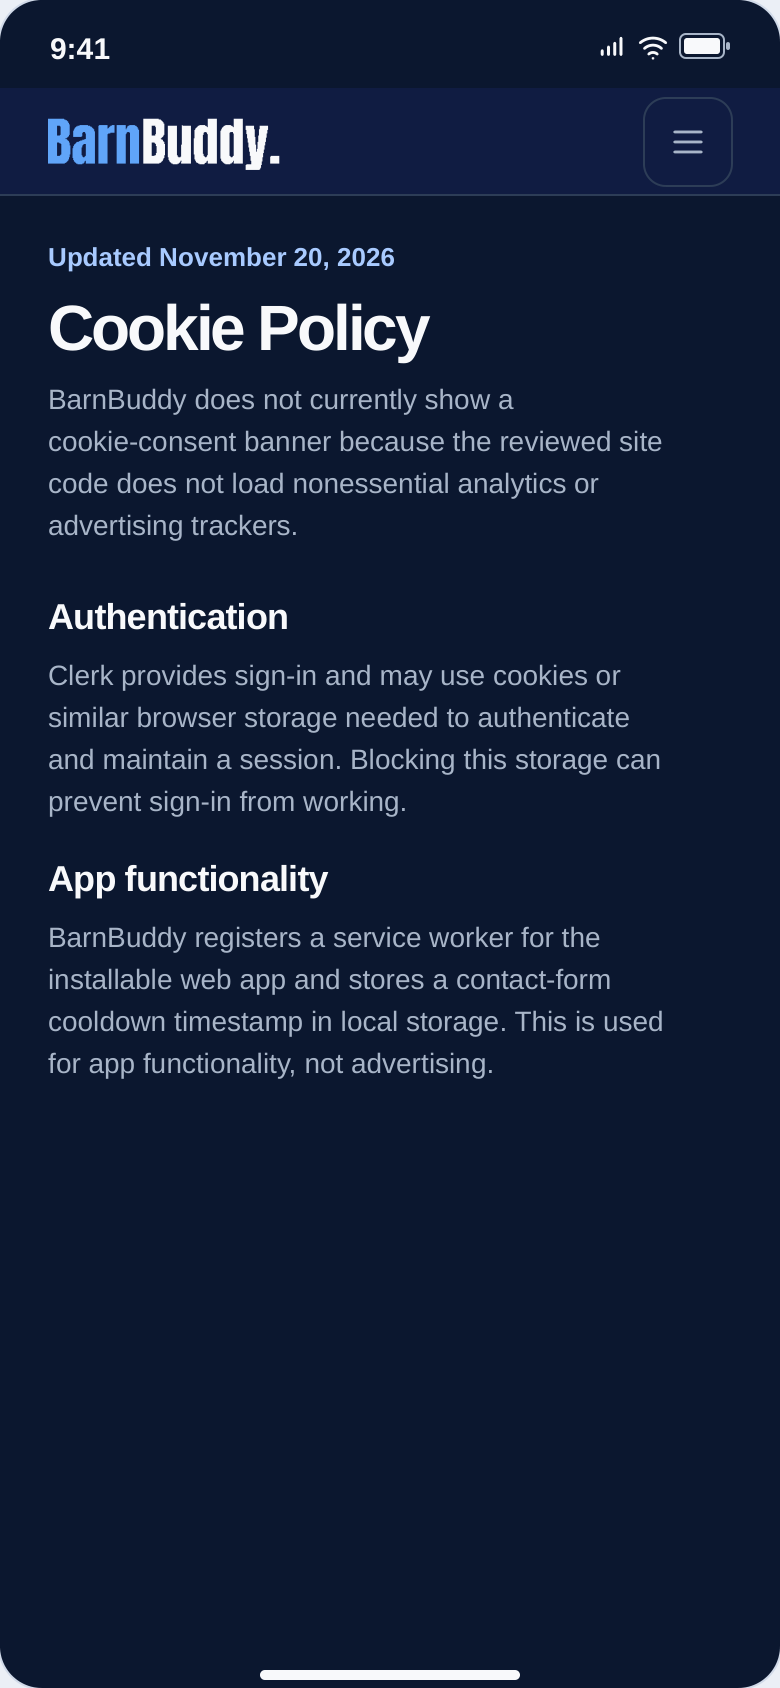 9:41
BarnBuddy.
Updated November 20, 2026
Cookie Policy
BarnBuddy does not currently show a
cookie-consent banner because the reviewed site
code does not load nonessential analytics or
advertising trackers.
Authentication
Clerk provides sign-in and may use cookies or
similar browser storage needed to authenticate
and maintain a session. Blocking this storage can
prevent sign-in from working.
App functionality
BarnBuddy registers a service worker for the
installable web app and stores a contact-form
cooldown timestamp in local storage. This is used
for app functionality, not advertising.